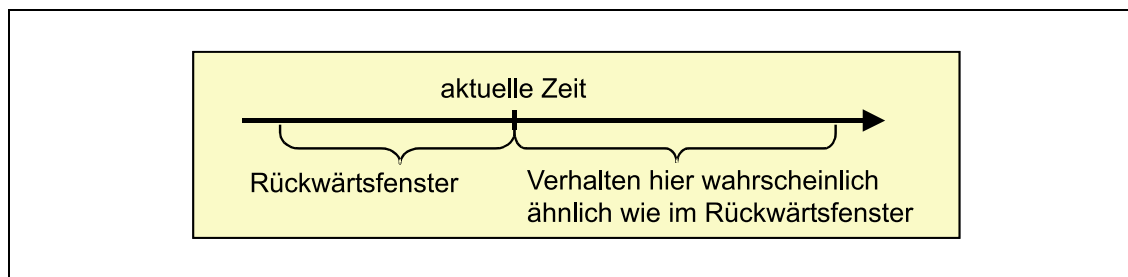 aktuelle Zeit
Rückwärtsfenster
Verhalten hier wahrscheinlich
ähnlich wie im Rückwärtsfenster